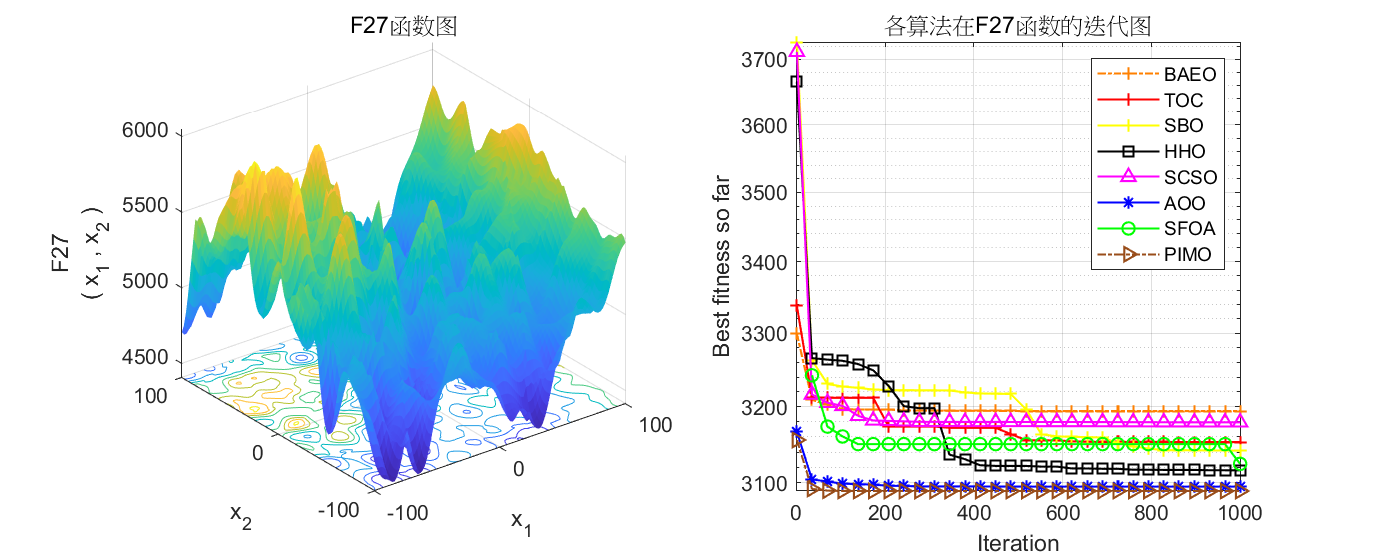 F27函数图
6000
5500
5000
4500
F27
( x1 , x2 )
100
0
-100
x2
-100
0
100
x1
各算法在F27函数的迭代图
3700
3600
3500
3400
3300
3200
3100
Best fitness so far
0
200
400
600
800
1000
Iteration
BAEO
TOC
SBO
HHO
SCSO
AOO
SFOA
PIMO